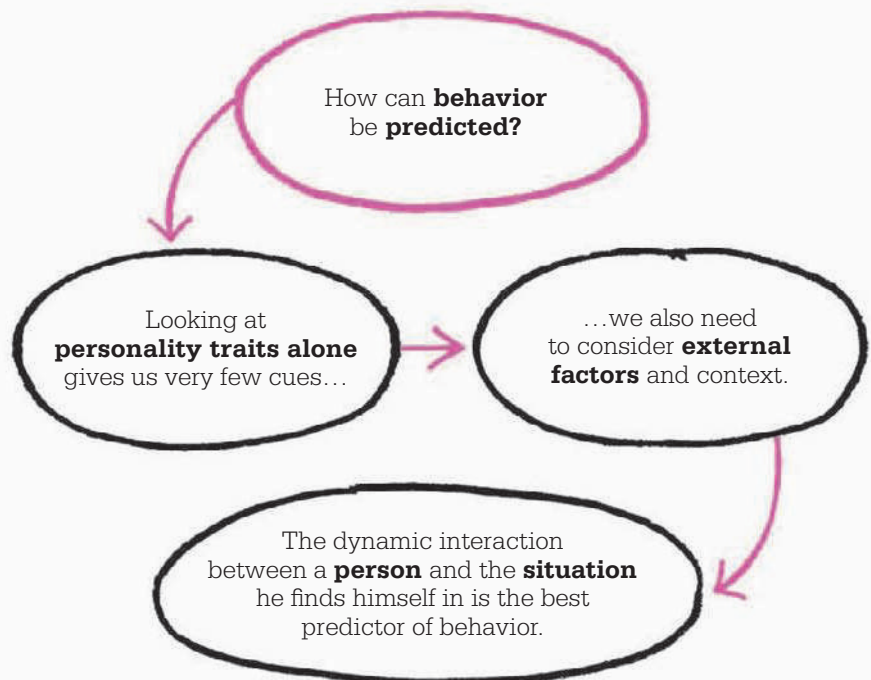 How can behavior
be predicted?
Looking at
personality traits alone
gives us very few cues…
…we also need
to consider external
factors and context.
The dynamic interaction
between a person and the situation
he finds himself in is the best
predictor of behavior.